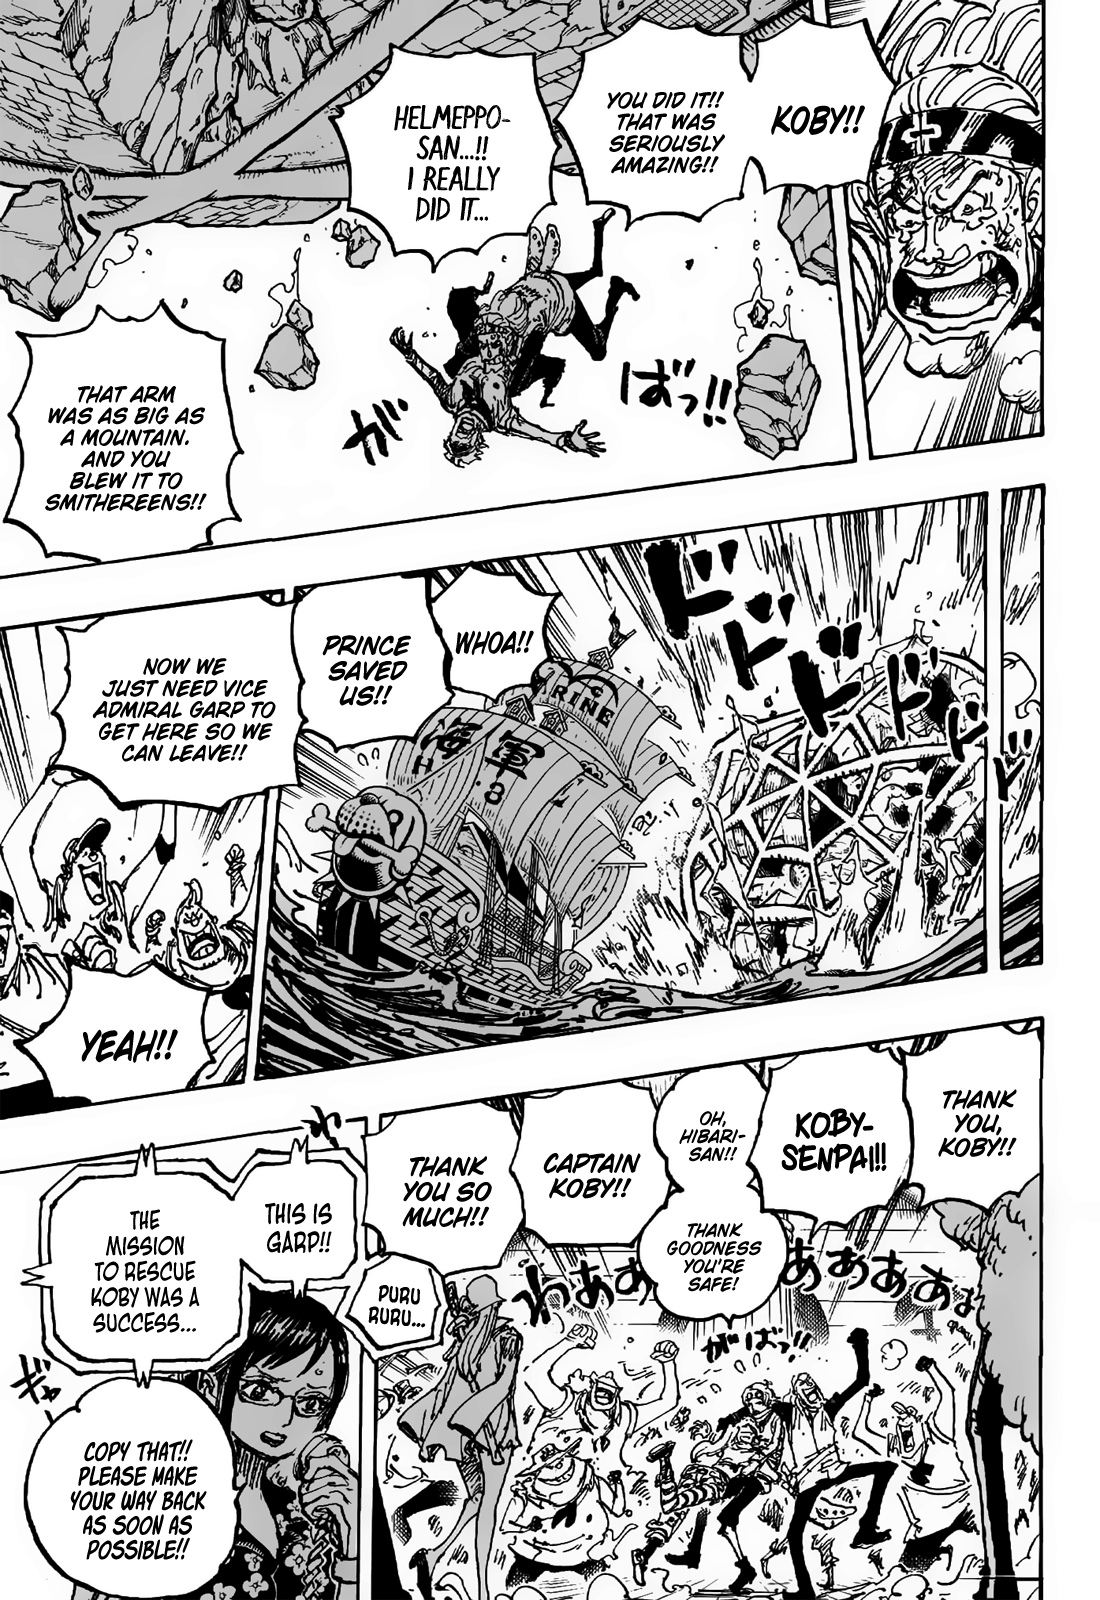 KOBY!!
YOU DID IT!!
THAT WAS
SERIOUSLY
AMAZING!!
HELMEPPO-
SAN...!!
I REALLY
DID IT...
ばっ!!
ガ
THAT ARM
WAS AS BIG AS
A MOUNTAIN.
AND YOU
BLEW IT TO
SMITHEREENS!!
ドドドドドド
WHOA!!
PRINCE
SAVED
US!!
MARINE
海軍
H 8
NOW WE
JUST NEED VICE
ADMIRAL GARP TO
GET HERE SO WE
CAN LEAVE!!
YEAH!!
THANK
YOU,
KOBY!!
KOBY-
SENPAI!!
OH,
HIBARI-
SAN!!
THANK
GOODNESS
YOU'RE
SAFE!
CAPTAIN
KOBY!!
THANK
YOU SO
MUCH!!
わあああ
ああああぁ
がばっ!!
PURU
RURU...
THIS IS
GARP!!
THE
MISSION
TO RESCUE
KOBY WAS A
SUCCESS...
COPY THAT!!
PLEASE MAKE
YOUR WAY BACK
AS SOON AS
POSSIBLE!!